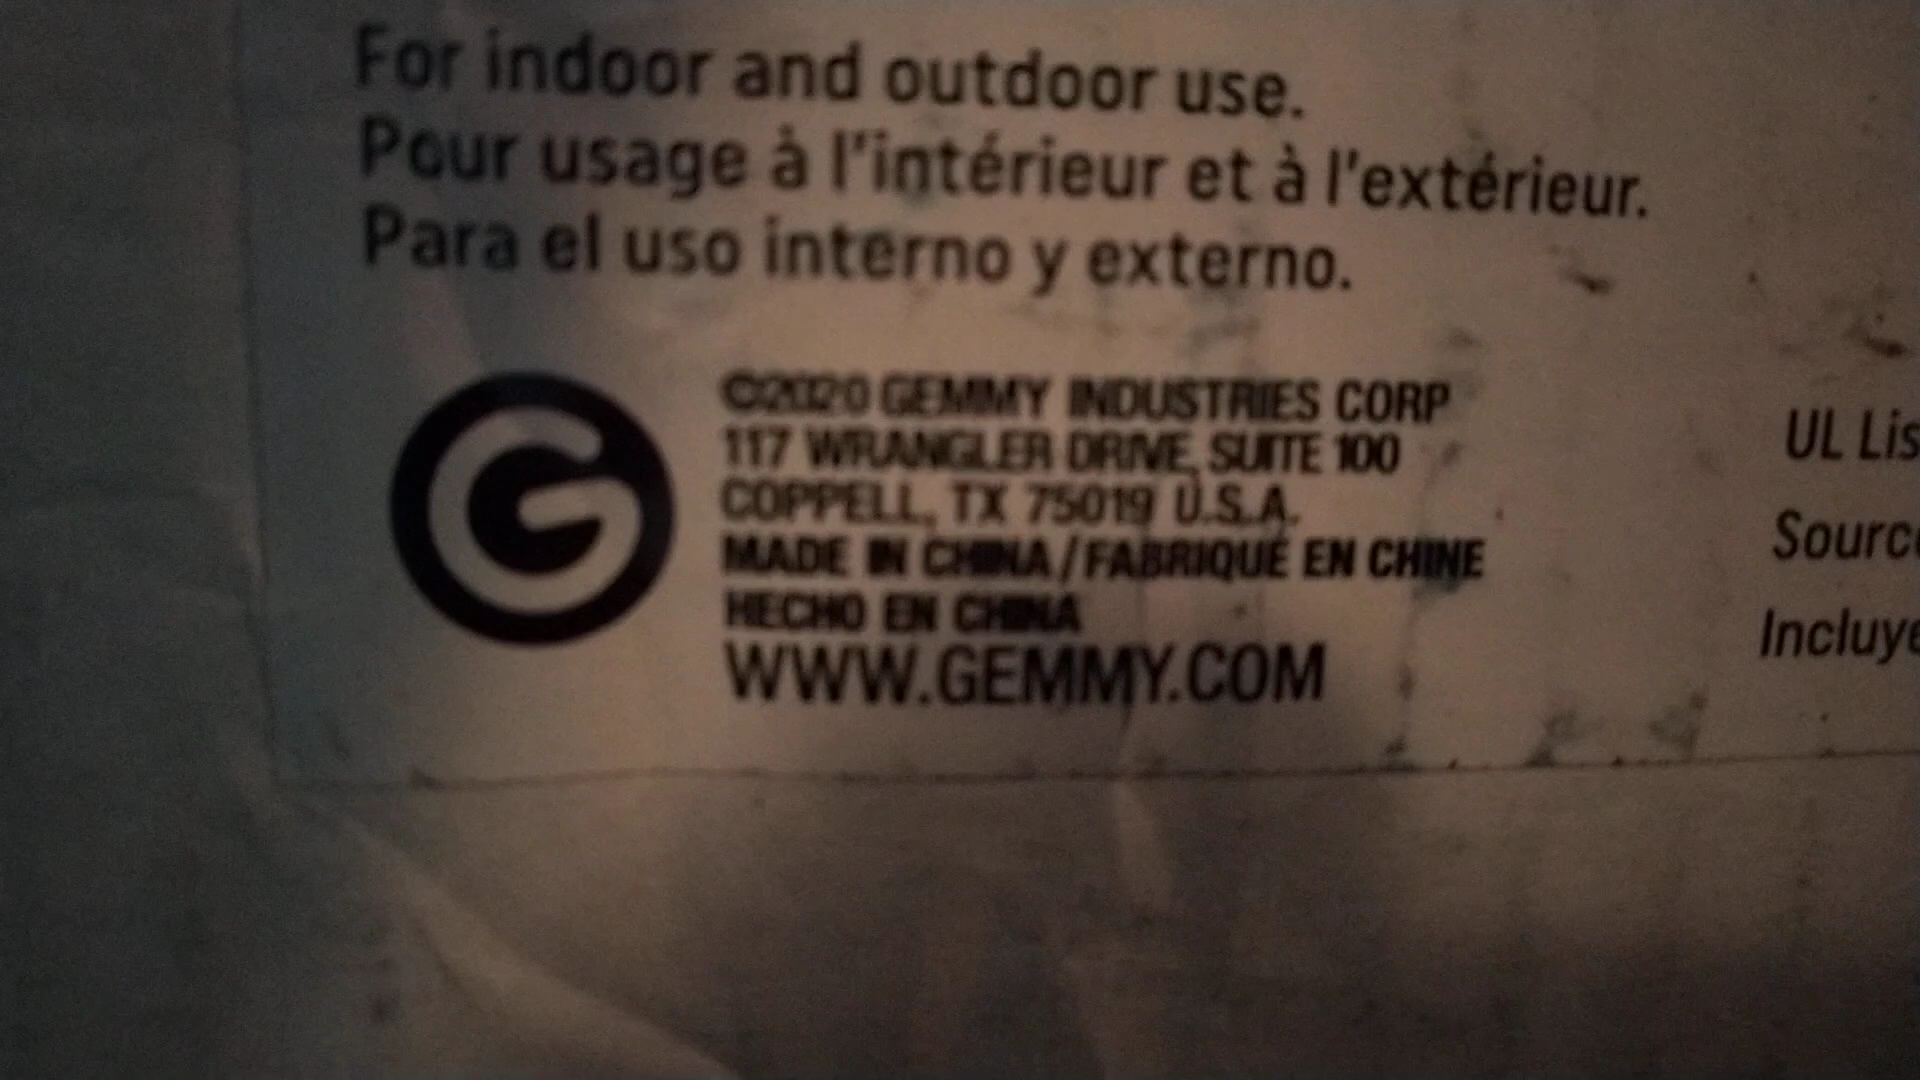 For indoor and outdoor use.
Pour usage à l'intérieur et à l'extérieur.
Para el uso interno y externo.
©2020 GEMMY INDUSTRIES CORP
117 WRANGLER DRIVE, SUITE 100
COPPELL, TX 75019 U.S.A.
MADE IN CHINA / FABRIQUÉ EN CHINE
HECHO EN CHINA
WWW.GEMMY.COM
G
UL Lis
Sourc
Incluye